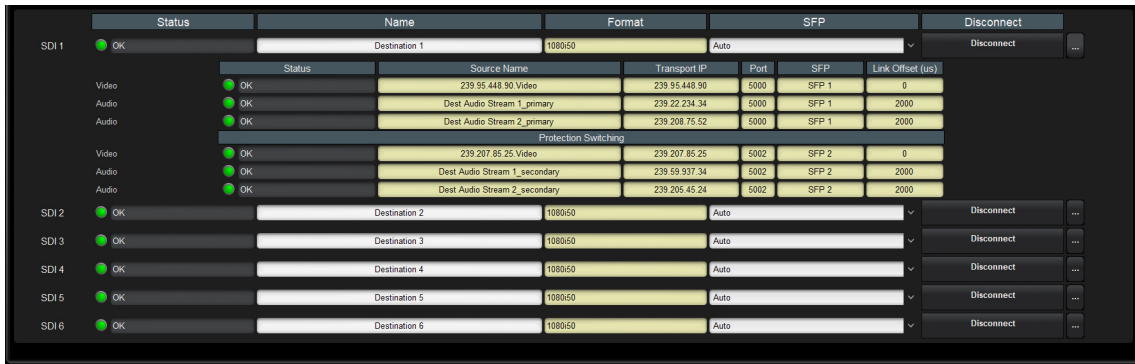 Status Name Format SFP Disconnect
SDI 1 OK Destination 1 1080i50 Auto Disconnect ...
Status Source Name Transport IP Port SFP Link Offset (us)
Video OK 239.95.448.90.Video 239.95.448.90 5000 SFP 1 0
Audio OK Dest Audio Stream 1_primary 239.22.234.34 5000 SFP 1 2000
Audio OK Dest Audio Stream 2_primary 239.208.75.52 5000 SFP 1 2000
Protection Switching
Video OK 239.207.85.25.Video 239.207.85.25 5002 SFP 2 0
Audio OK Dest Audio Stream 1_secondary 239.59.937.34 5002 SFP 2 2000
Audio OK Dest Audio Stream 2_secondary 239.205.45.24 5002 SFP 2 2000
SDI 2 OK Destination 2 1080i50 Auto Disconnect ...
SDI 3 OK Destination 3 1080i50 Auto Disconnect ...
SDI 4 OK Destination 4 1080i50 Auto Disconnect ...
SDI 5 OK Destination 5 1080i50 Auto Disconnect ...
SDI 6 OK Destination 6 1080i50 Auto Disconnect ...